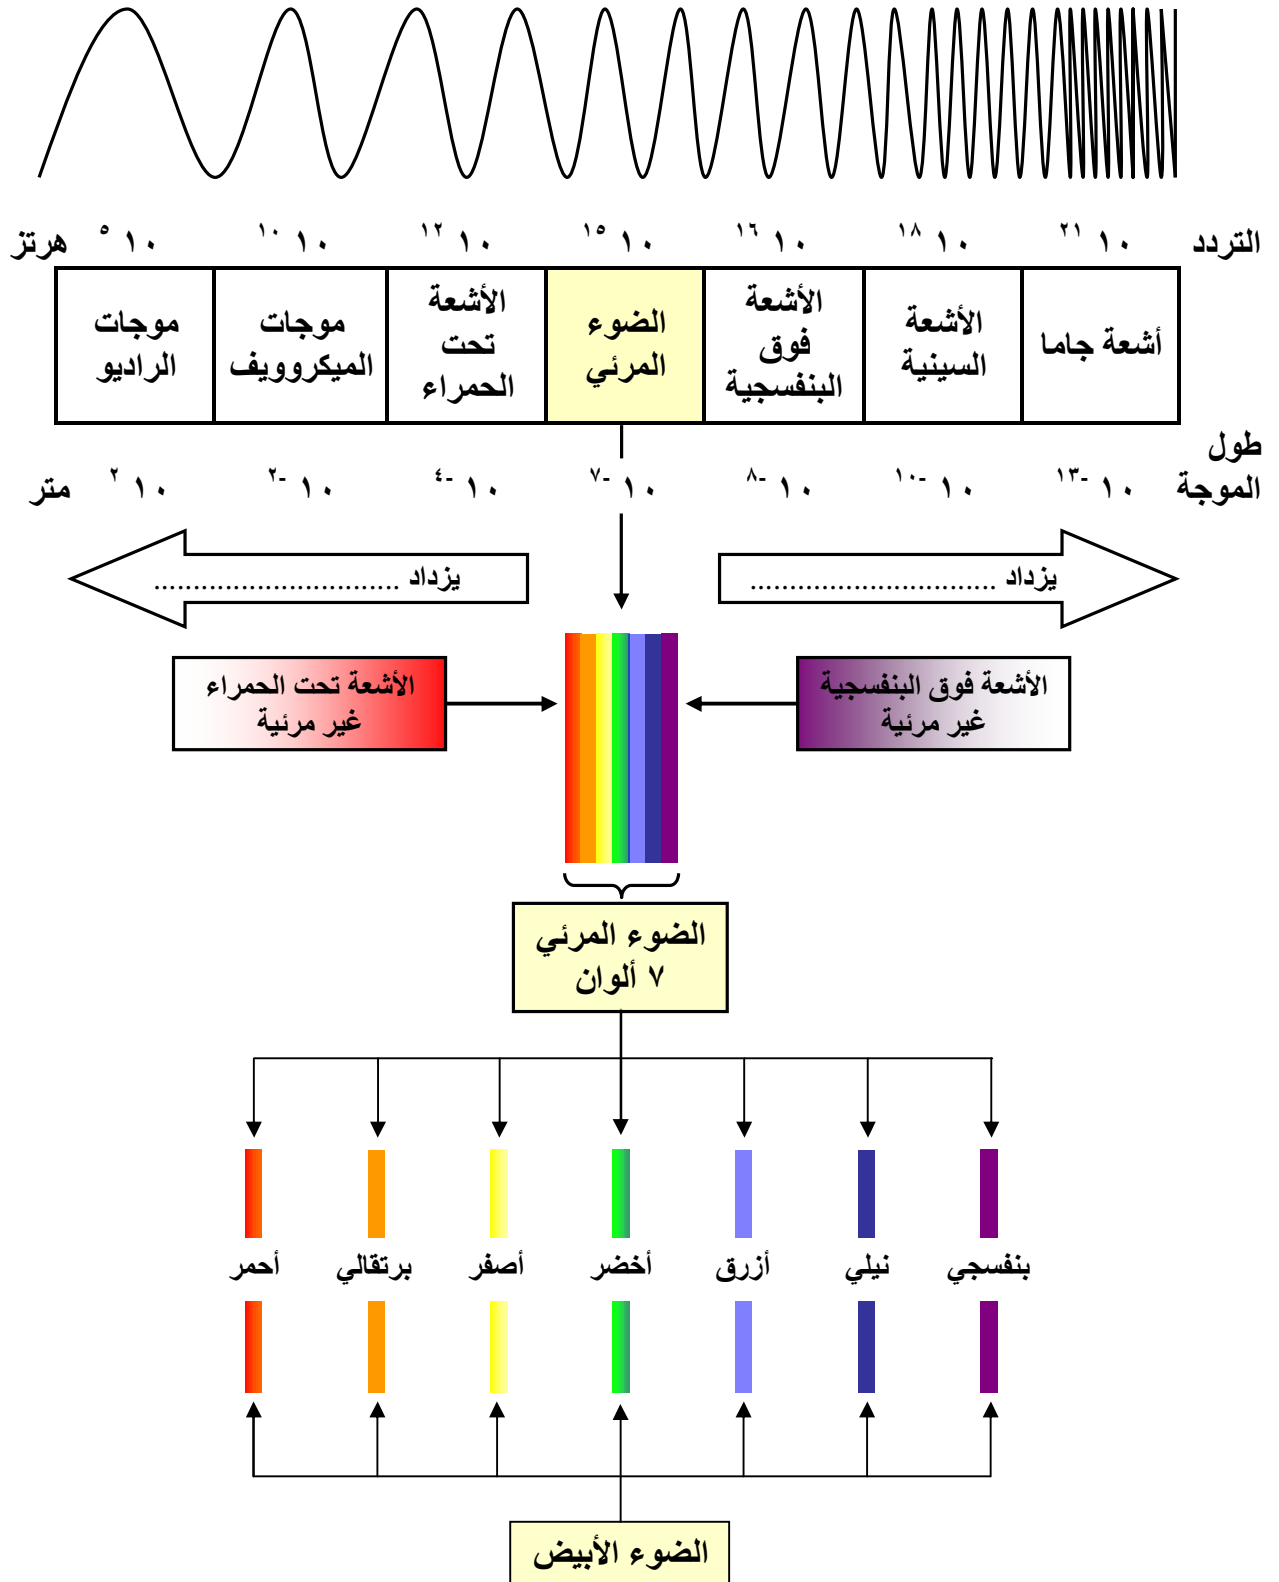 التردد ١٠ ٢١ ١٠ ١٨ ١٠ ١٦ ١٠ ١٥ ١٠ ١٢ ١٠ ١٠ ١٠ ٥ هرتز
أشعة جاما
الأشعة
السينية
الأشعة
فوق
البنفسجية
الضوء
المرئي
الأشعة
تحت
الحمراء
موجات
الميكروويف
موجات
الراديو
طول
الموجة ١٠ -١٣ ١٠ -١٠ ١٠ -٨ ١٠ -٧ ١٠ -٤ ١٠ -٢ ١٠ ٢ متر
يزداد ...............................
يزداد ...............................
الأشعة فوق البنفسجية
غير مرئية
الأشعة تحت الحمراء
غير مرئية
الضوء المرئي
٧ ألوان
بنفسجي نيلي أزرق أخضر أصفر برتقالي أحمر
الضوء الأبيض